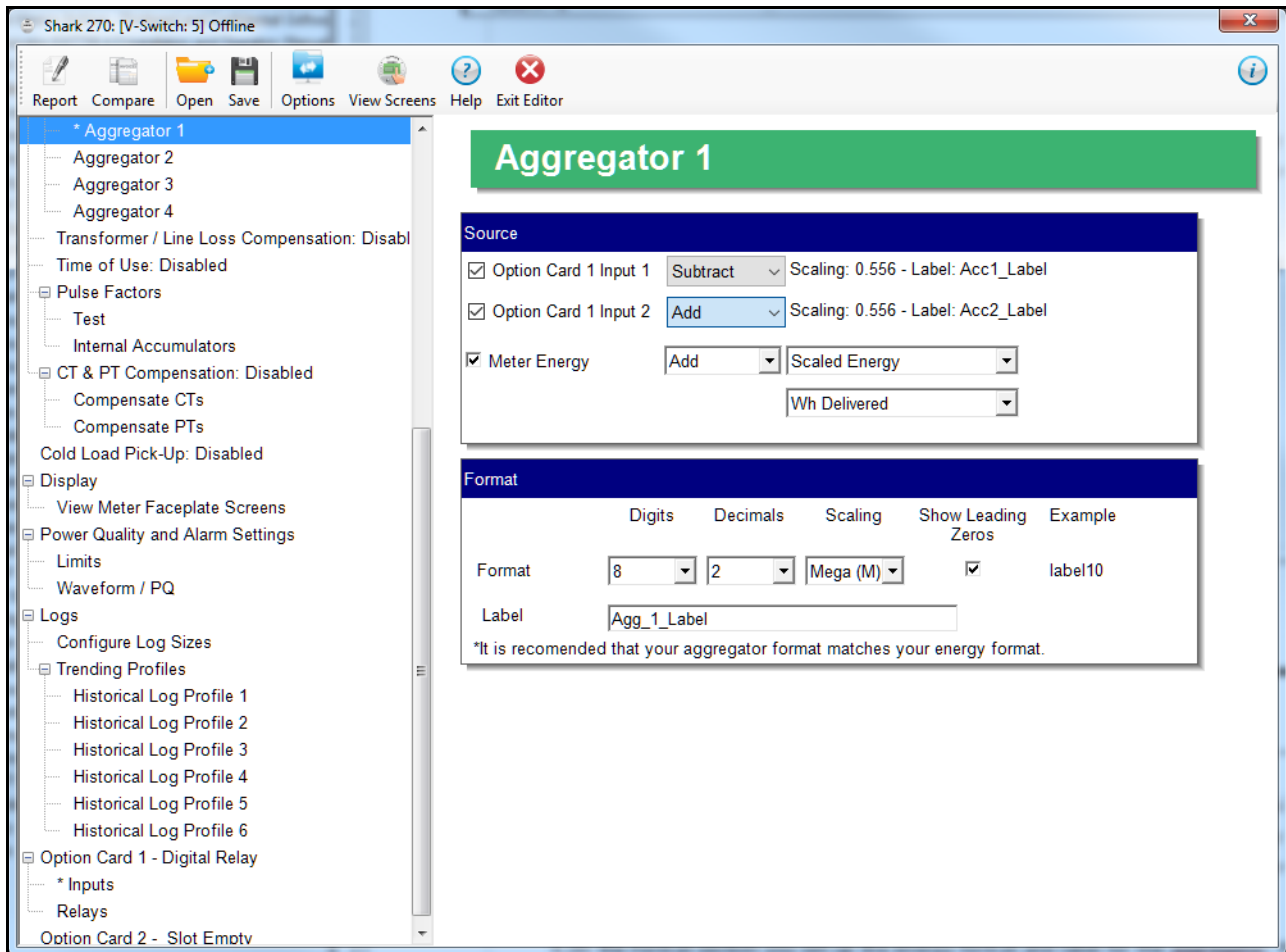 Shark 270: [V-Switch: 5] Offline
x
Report Compare Open Save Options View Screens Help Exit Editor
* Aggregator 1
Aggregator 2
Aggregator 3
Aggregator 4
Transformer / Line Loss Compensation: Disabl
Time of Use: Disabled
Pulse Factors
Test
Internal Accumulators
CT & PT Compensation: Disabled
Compensate CTs
Compensate PTs
Cold Load Pick-Up: Disabled
Display
View Meter Faceplate Screens
Power Quality and Alarm Settings
Limits
Waveform / PQ
Logs
Configure Log Sizes
Trending Profiles
Historical Log Profile 1
Historical Log Profile 2
Historical Log Profile 3
Historical Log Profile 4
Historical Log Profile 5
Historical Log Profile 6
Option Card 1 - Digital Relay
* Inputs
Relays
Option Card 2 - Slot Empty
Aggregator 1
Source
Option Card 1 Input 1 Subtract Scaling: 0.556 - Label: Acc1_Label
Option Card 1 Input 2 Add Scaling: 0.556 - Label: Acc2_Label
Meter Energy Add Scaled Energy
Wh Delivered
Format
Digits Decimals Scaling Show Leading Zeros Example
Format 8 2 Mega (M) label10
Label Agg_1_Label
*It is recomended that your aggregator format matches your energy format.